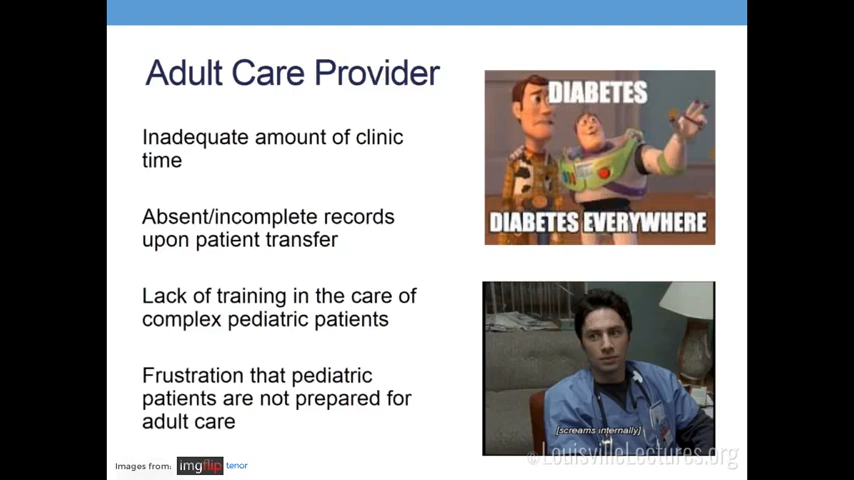 Adult Care Provider
Inadequate amount of clinic
time
Absent/incomplete records
upon patient transfer
Lack of training in the care of
complex pediatric patients
Frustration that pediatric
patients are not prepared for
adult care
DIABETES
DIABETES EVERYWHERE
[screams internally]
© LouisvilleLectures.org
Images from: imgflip tenor